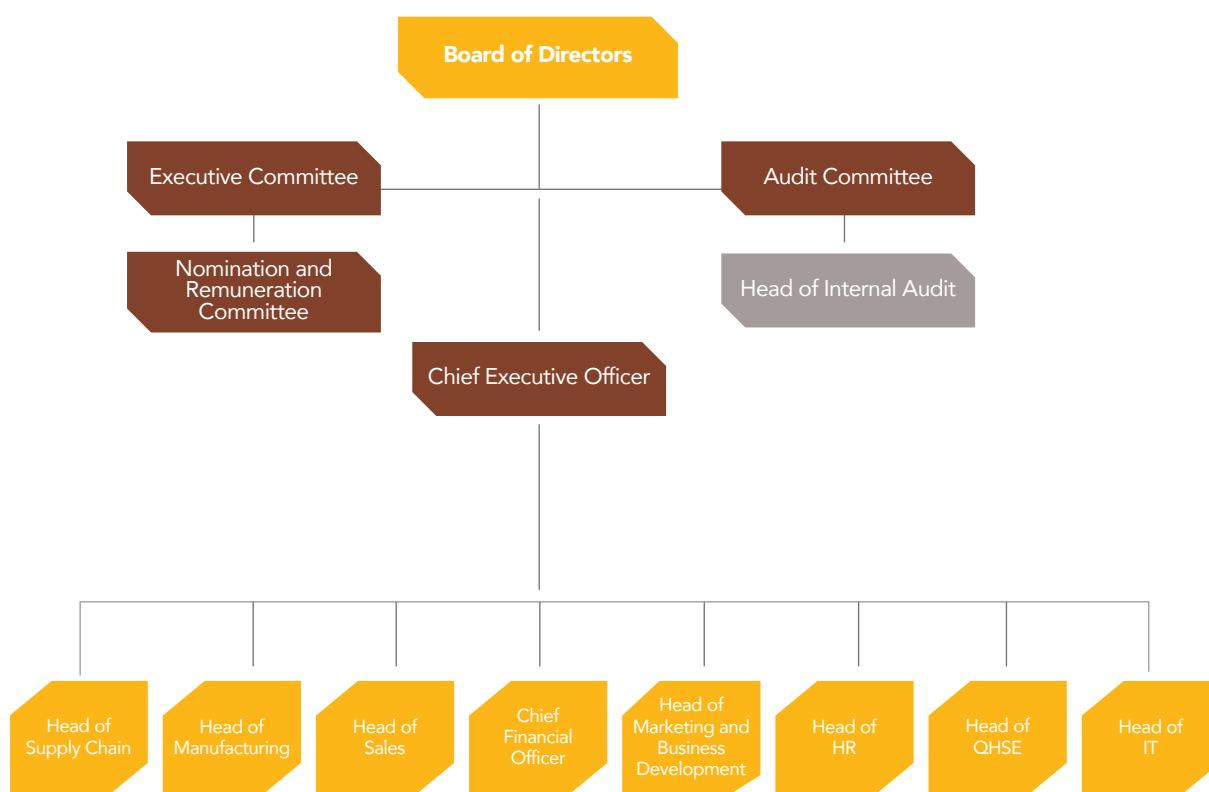 Board of Directors
Executive Committee
Audit Committee
Nomination and
Remuneration
Committee
Head of Internal Audit
Chief Executive Officer
Head of
Supply Chain
Head of
Manufacturing
Head of
Sales
Chief
Financial
Officer
Head of
Marketing and
Business
Development
Head of
HR
Head of
QHSE
Head of
IT